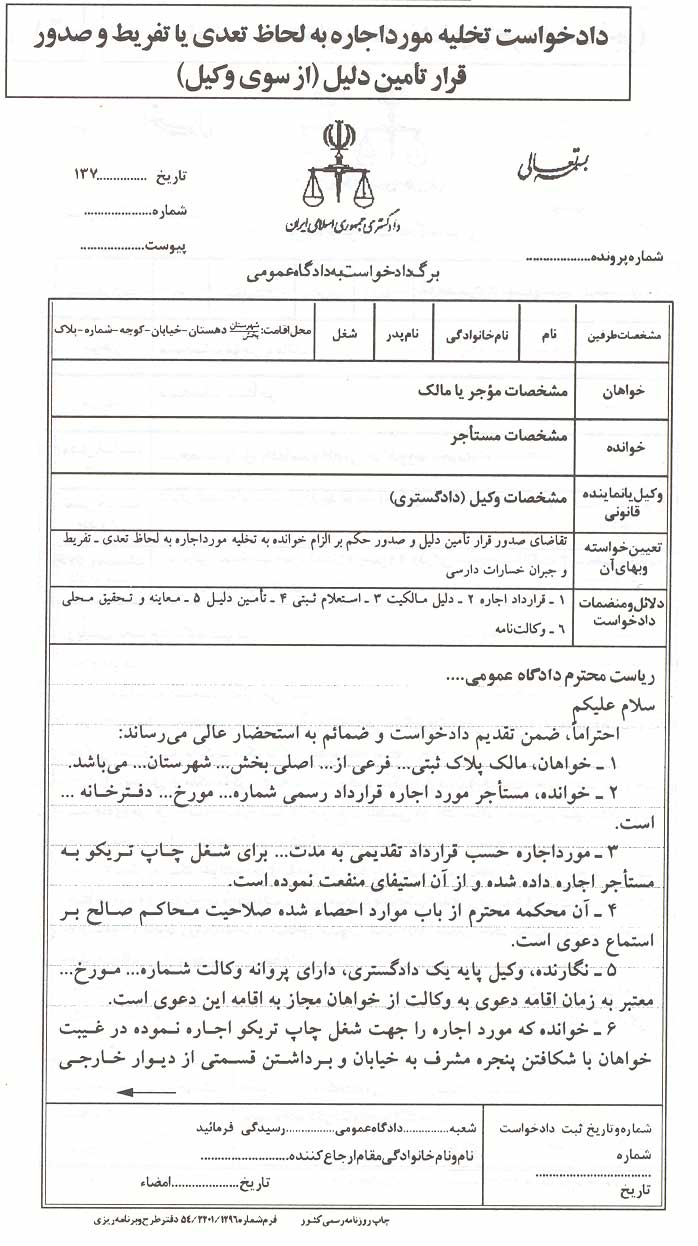 دادخواست تخلیه مورداجاره به لحاظ تعدی یا تفریط و صدور
قرار تأمین دلیل (از سوی وکیل)
بسمه تعالی
تاریخ ...............۱۳۷
شماره....................
پیوست...................
دادگستری جمهوری اسلامی ایران
شماره پرونده...................
برگ دادخواست به دادگاه عمومی
مشخصات طرفین
نام
نام خانوادگی
نام پدر
شغل
محل اقامت: شهرستان بخش دهستان-خیابان-کوچه-شماره-پلاک
خواهان
مشخصات مؤجر یا مالک
خوانده
مشخصات مستأجر
وکیل یا نماینده
قانونی
مشخصات وکیل (دادگستری)
تعیین خواسته
وبهای آن
تقاضای صدور قرار تأمین دلیل و صدور حکم بر الزام خوانده به تخلیه مورداجاره به لحاظ تعدی ـ تفریط
و جبران خسارات دارسی
دلائل و منضمات
دادخواست
۱ ـ قرارداد اجاره ۲ ـ دلیل مالکیت ۳ ـ استعلام ثبتی ۴ ـ تأمین دلیل ۵ ـ معاینه و تحقیق محلی
۶ ـ وکالت‌نامه
ریاست محترم دادگاه عمومی....
سلام علیکم
احتراماً، ضمن تقدیم دادخواست و ضمائم به استحضار عالی می‌رساند:
۱ ـ خواهان، مالک پلاک ثبتی... فرعی از... اصلی بخش... شهرستان... می‌باشد.
۲ ـ خوانده، مستأجر مورد اجاره قرارداد رسمی شماره... مورخ... دفترخانه ...
است.
۳ ـ مورداجاره حسب قرارداد تقدیمی به مدت... برای شغل چاپ تریکو به
مستأجر اجاره داده شده و از آن استیفای منفعت نموده است.
۴ ـ آن محکمه محترم از باب موارد احصاء شده صلاحیت محاکم صالح بر
استماع دعوی است.
۵ ـ نگارنده، وکیل پایه یک دادگستری، دارای پروانه وکالت شماره... مورخ...
معتبر به زمان اقامه دعوی به وکالت از خواهان مجاز به اقامه این دعوی است.
۶ ـ خوانده که مورد اجاره را جهت شغل چاپ تریکو اجاره نموده در غیبت
خواهان با شکافتن پنجره مشرف به خیابان و برداشتن قسمتی از دیوار خارجی
شماره و تاریخ ثبت دادخواست
شماره
................................
تاریخ
شعبه..............دادگاه عمومی...............رسیدگی فرمائید
نام و نام خانوادگی مقام ارجاع کننده..........................
تاریخ....................امضاء
چاپ روزنامه رسمی کشور فرم شماره ۵۴/۳۲۰۱/۱۲۹۶ دفتر طرح و برنامه ریزی